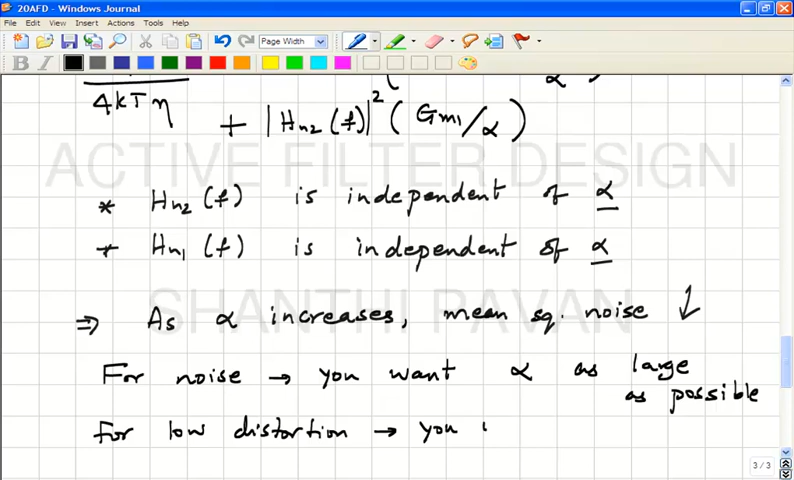 20AFD - Windows Journal
File Edit View Insert Actions Tools Help
Page Width
B I
α )
4kTη
+ |Hn2 (f)|² ( Gm1/α )
ACTIVE FILTER DESIGN
* Hn2 (f) is independent of α
* Hn1 (f) is independent of α
SHANTHI PAVAN
⇒ As α increases, mean sq. noise ↓
For noise → you want α as large
as possible
For low distortion → you
3 / 3